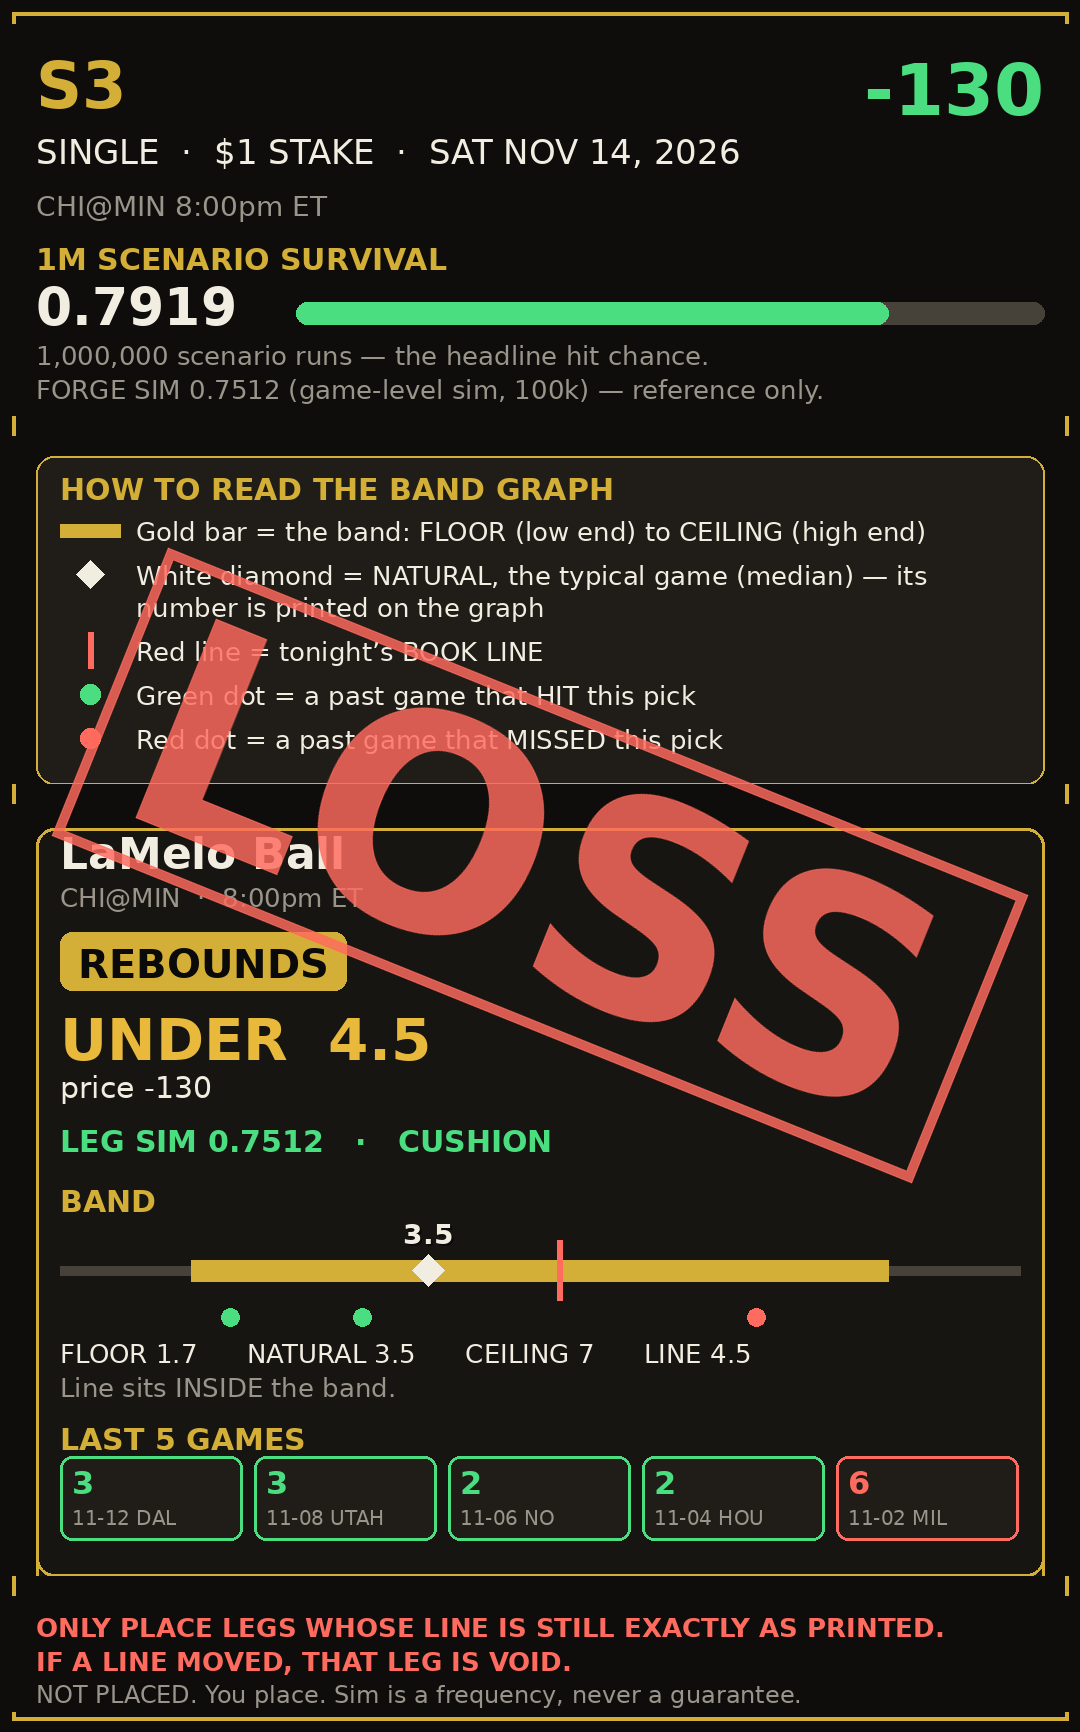 S3
-130
SINGLE · $1 STAKE · SAT NOV 14, 2026
CHI@MIN 8:00pm ET
1M SCENARIO SURVIVAL
0.7919
1,000,000 scenario runs — the headline hit chance.
FORGE SIM 0.7512 (game-level sim, 100k) — reference only.
HOW TO READ THE BAND GRAPH
Gold bar = the band: FLOOR (low end) to CEILING (high end)
White diamond = NATURAL, the typical game (median) — its
number is printed on the graph
Red line = tonight’s BOOK LINE
Green dot = a past game that HIT this pick
Red dot = a past game that MISSED this pick
LOSS
LaMelo Ball
CHI@MIN · 8:00pm ET
REBOUNDS
UNDER 4.5
price -130
LEG SIM 0.7512 · CUSHION
BAND
3.5
FLOOR 1.7 NATURAL 3.5 CEILING 7 LINE 4.5
Line sits INSIDE the band.
LAST 5 GAMES
3 3 2 2 6
11-12 DAL 11-08 UTAH 11-06 NO 11-04 HOU 11-02 MIL
ONLY PLACE LEGS WHOSE LINE IS STILL EXACTLY AS PRINTED.
IF A LINE MOVED, THAT LEG IS VOID.
NOT PLACED. You place. Sim is a frequency, never a guarantee.